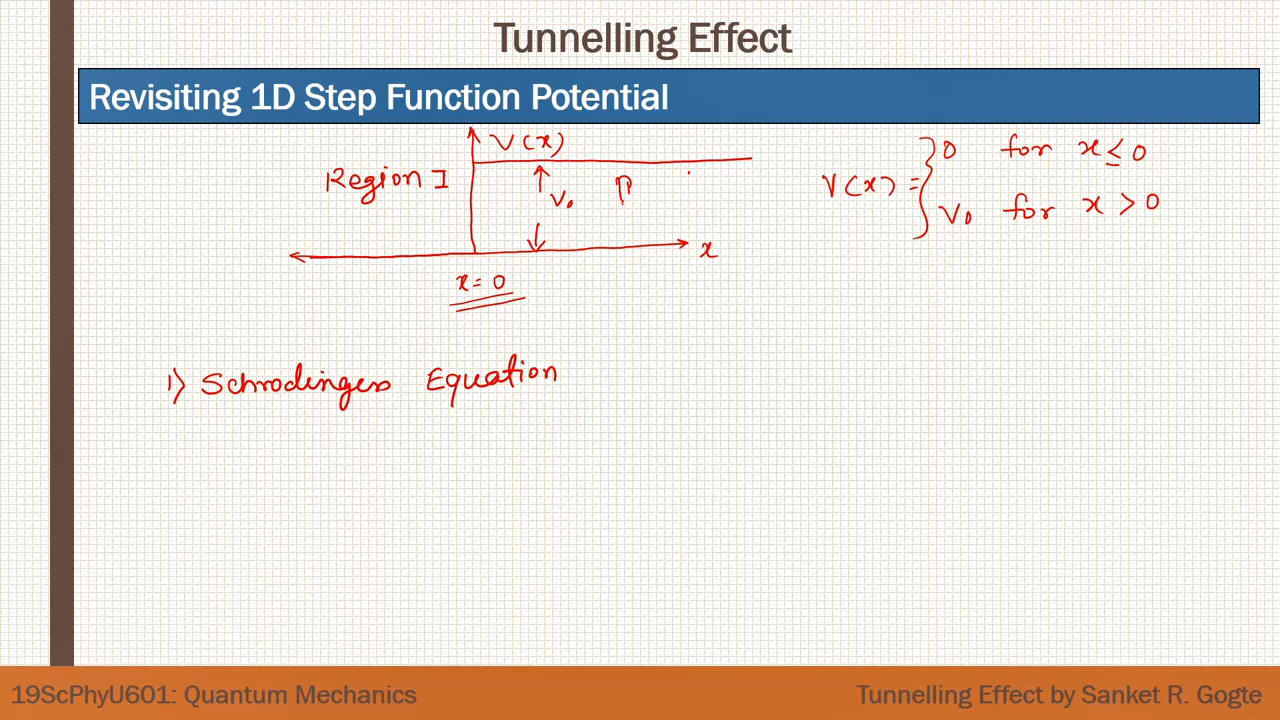 Tunnelling Effect
Revisiting 1D Step Function Potential
V(x)
Region I
V₀
x
x = 0
V(x) = { 0 for x ≤ 0
V₀ for x > 0
1) Schrodingers Equation
19ScPhyU601: Quantum Mechanics
Tunnelling Effect by Sanket R. Gogte